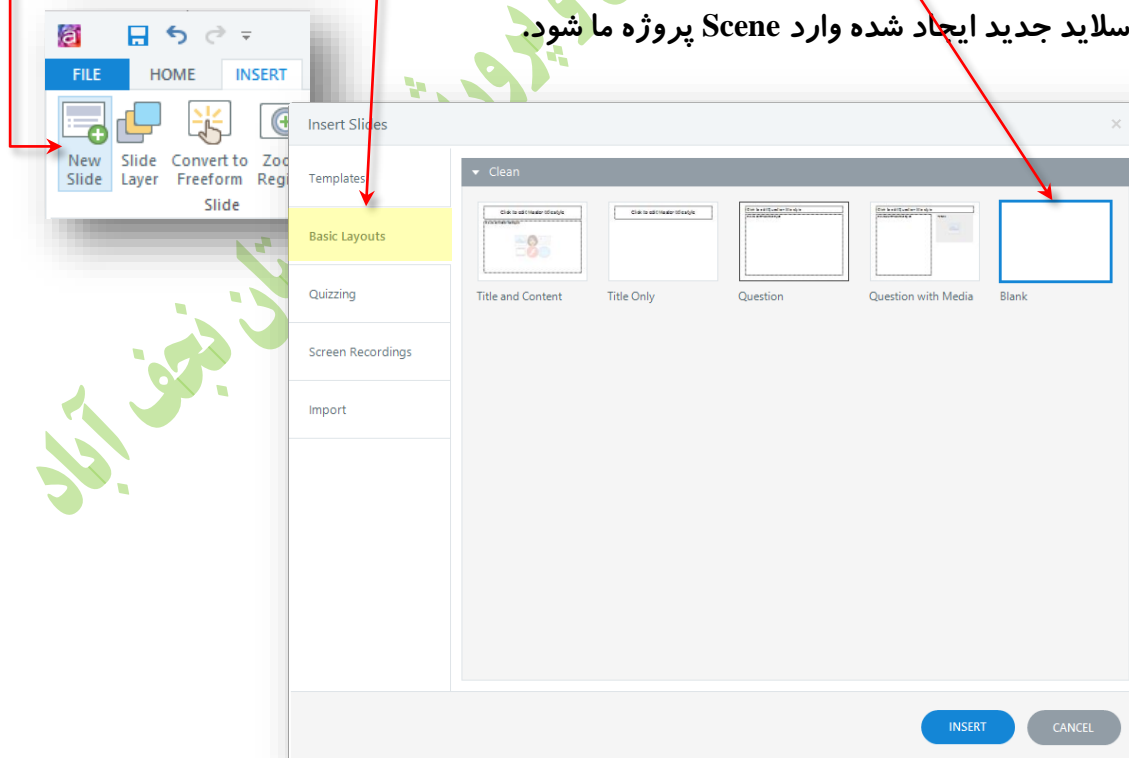 سلاید جدید ایجاد شده وارد Scene پروژه ما شود.
FILE HOME INSERT
New Slide
Slide Layer
Convert to Freeform
Slide
Insert Slides
Templates
Basic Layouts
Quizzing
Screen Recordings
Import
Clean
Title and Content
Title Only
Question
Question with Media
Blank
INSERT
CANCEL
نجف آباد